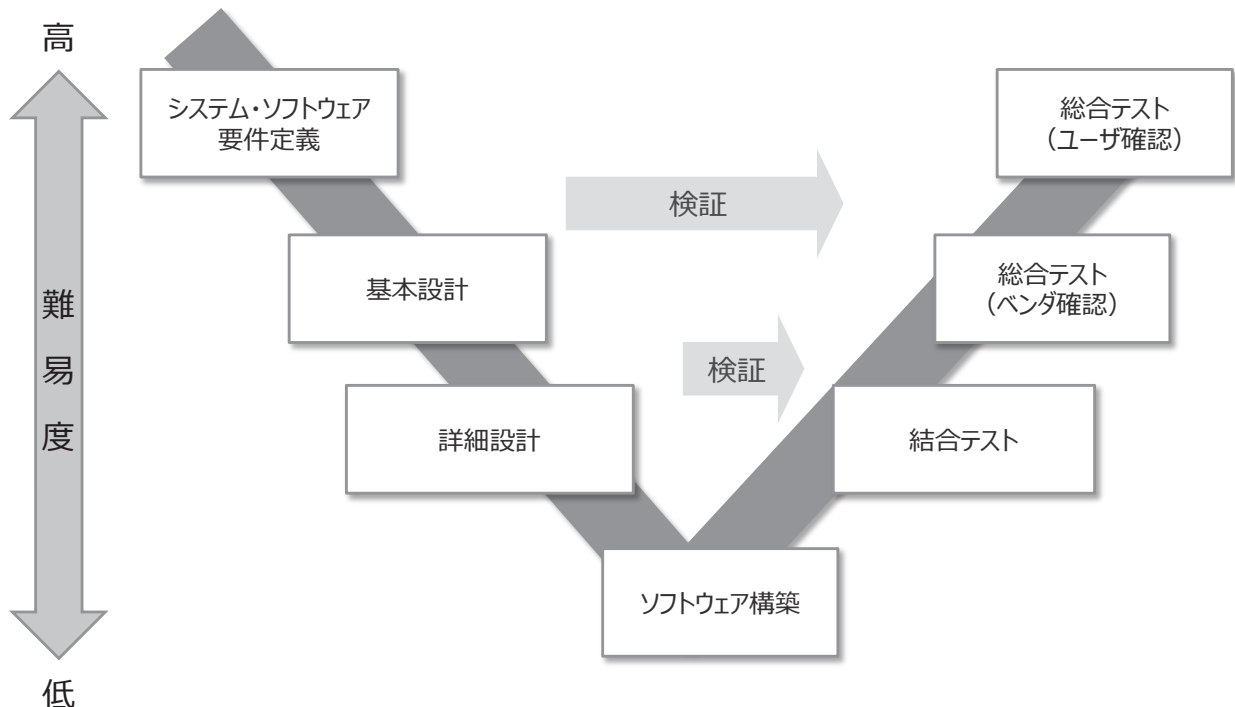 高
システム・ソフトウェア
要件定義
総合テスト
（ユーザ確認）
検証
基本設計
総合テスト
（ベンダ確認）
難
易
度
検証
詳細設計
結合テスト
ソフトウェア構築
低